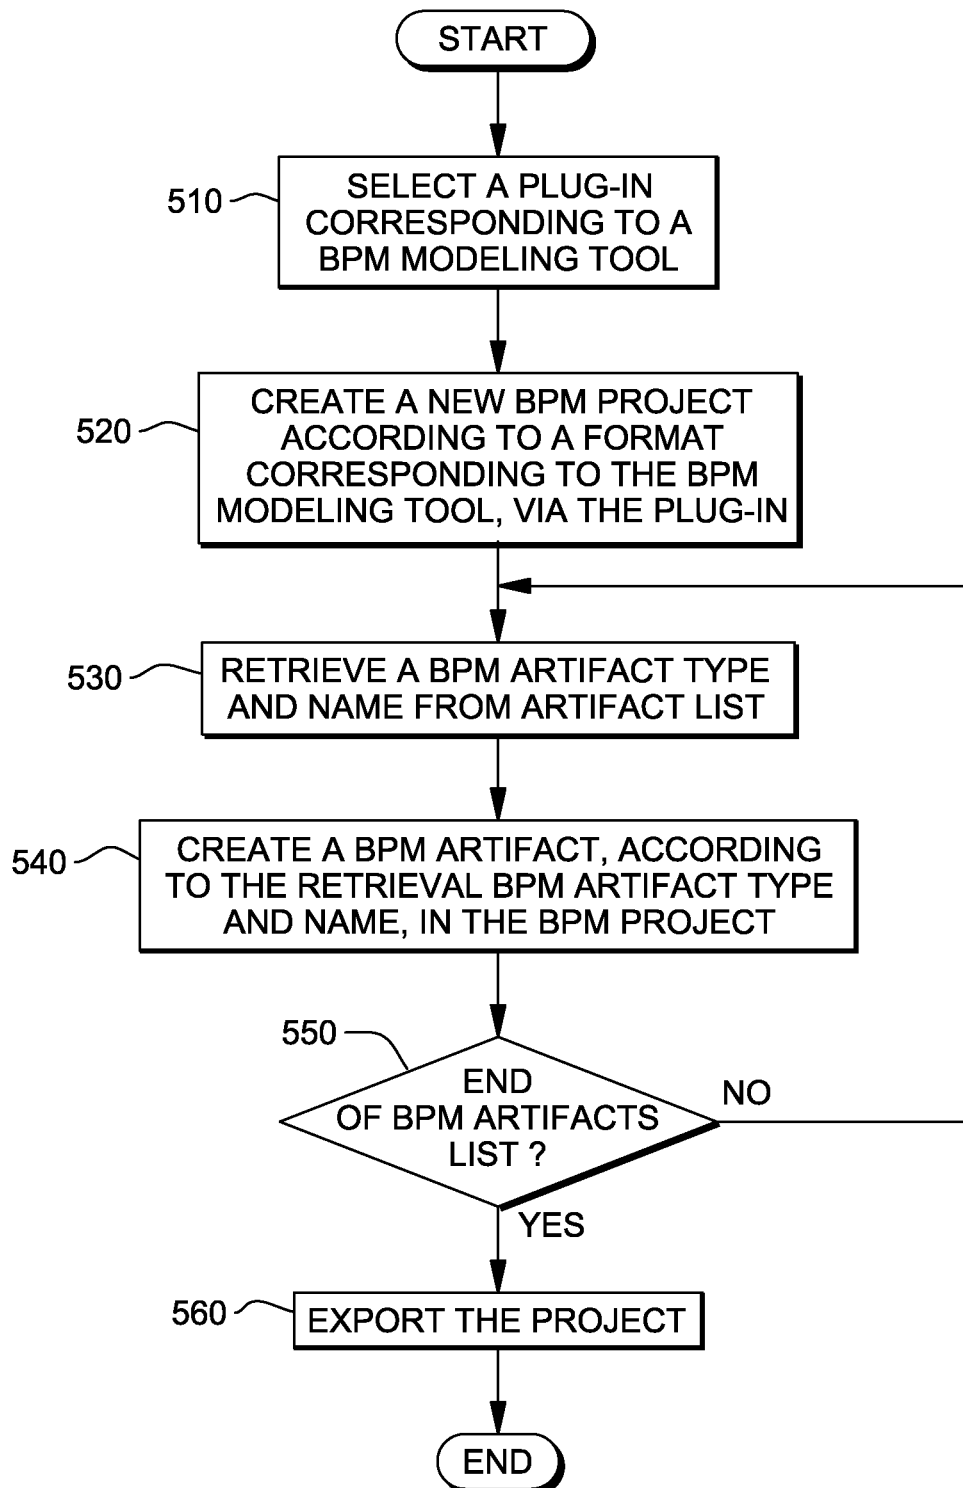 START
510
SELECT A PLUG-IN
CORRESPONDING TO A
BPM MODELING TOOL
520
CREATE A NEW BPM PROJECT
ACCORDING TO A FORMAT
CORRESPONDING TO THE BPM
MODELING TOOL, VIA THE PLUG-IN
530
RETRIEVE A BPM ARTIFACT TYPE
AND NAME FROM ARTIFACT LIST
540
CREATE A BPM ARTIFACT, ACCORDING
TO THE RETRIEVAL BPM ARTIFACT TYPE
AND NAME, IN THE BPM PROJECT
550
END
OF BPM ARTIFACTS
LIST ?
NO
YES
560
EXPORT THE PROJECT
END